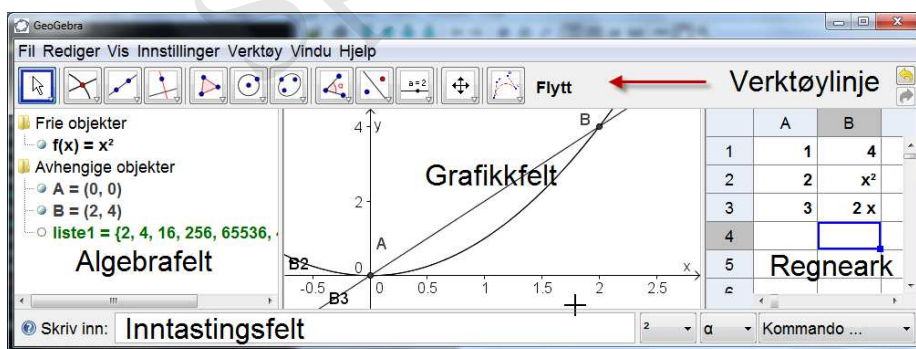 GeoGebra
Fil Rediger Vis Innstillinger Verktøy Vindu Hjelp
a=2
Flytt
Verktøylinje
Frie objekter
f(x) = x²
Avhengige objekter
A = (0, 0)
B = (2, 4)
liste1 = {2, 4, 16, 256, 65536,
Algebrafelt
4 y
B
Grafikkfelt
2
A
B2
0
x
-0.5 0 0.5 1 1.5 2 2.5
B3
A B
1 1 4
2 2 x²
3 3 2 x
4
5
Regneark
Skriv inn:
Inntastingsfelt
² α Kommando ...